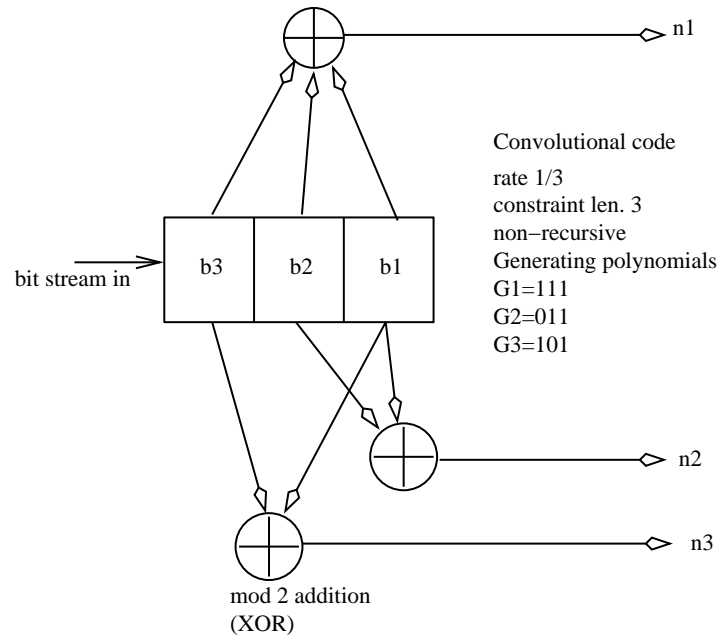 n1
Convolutional code
rate 1/3
constraint len. 3
non−recursive
Generating polynomials
G1=111
G2=011
G3=101
bit stream in
b3 b2 b1
n2
n3
mod 2 addition
(XOR)